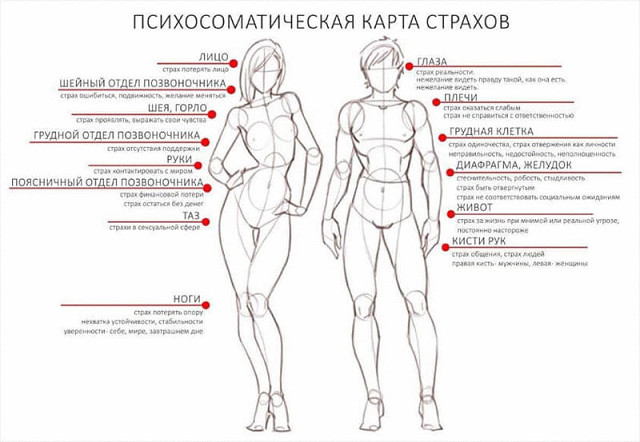 ПСИХОСОМАТИЧЕСКАЯ КАРТА СТРАХОВ
ЛИЦО
страх потерять лицо
ШЕЙНЫЙ ОТДЕЛ ПОЗВОНОЧНИКА
страх ошибиться, подвижность, желание меняться
ШЕЯ, ГОРЛО
страх проявлять, выражать свои чувства
ГРУДНОЙ ОТДЕЛ ПОЗВОНОЧНИКА
страх отсутствия поддержки
РУКИ
страх контактировать с миром
ПОЯСНИЧНЫЙ ОТДЕЛ ПОЗВОНОЧНИКА
страх финансовой потери
страх остаться без денег
ТАЗ
страхи в сексуальной сфере
НОГИ
страх потерять опору
нехватка устойчивости, стабильности
уверенности- себе, мире, завтрашнем дне
ГЛАЗА
страх реальности.
нежелание видеть правду такой, как она есть.
нежелание видеть.
ПЛЕЧИ
страх оказаться слабым
страх не справиться с ответственностью
ГРУДНАЯ КЛЕТКА
страх одиночества, страх отвержения как личности
неправильность, недостойность, неполноценность
ДИАФРАГМА, ЖЕЛУДОК
стеснительность, робость, стыдливость
страх быть отвергнутым
страх не соответствовать социальным ожиданиям
ЖИВОТ
страх за жизнь при мнимой или реальной угрозе,
постоянно настороже
КИСТИ РУК
страх общения, страх людей
правая кисть- мужчины, левая- женщины